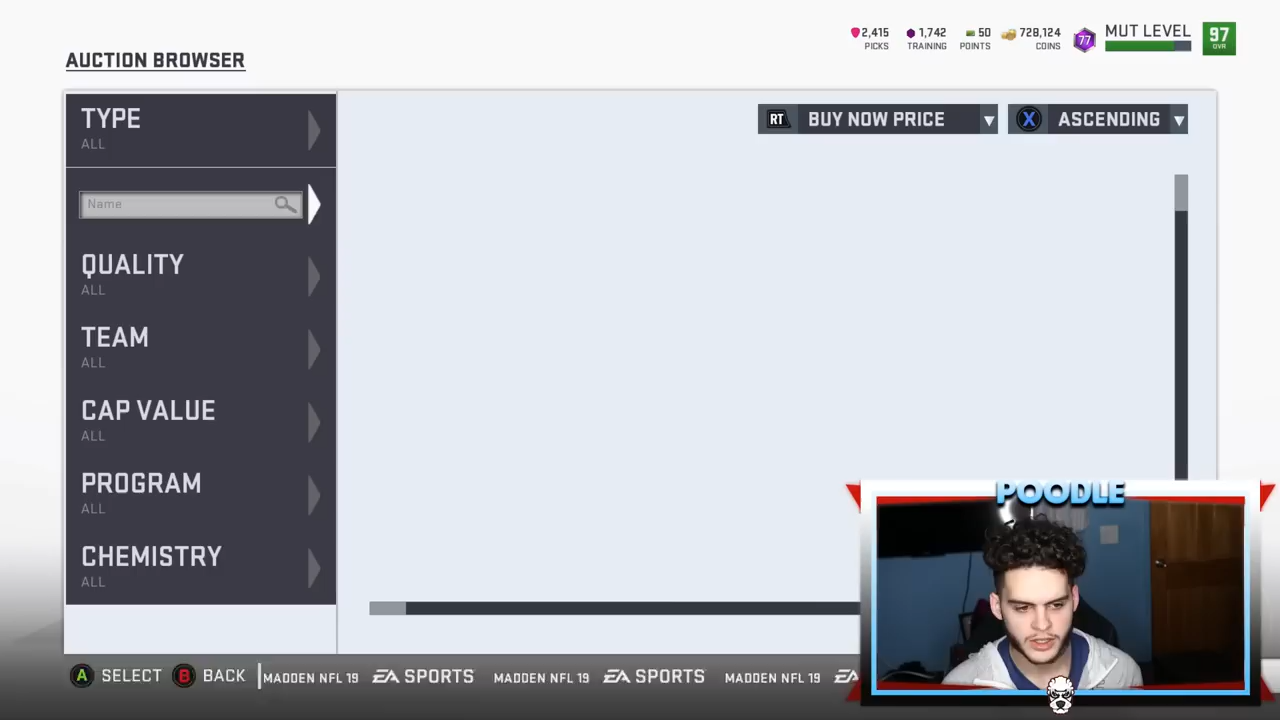 AUCTION BROWSER
2,415 PICKS
1,742 TRAINING
50 POINTS
728,124 COINS
77
MUT LEVEL
97 OVR
TYPE
ALL
RT BUY NOW PRICE
X ASCENDING
Name
QUALITY
ALL
TEAM
ALL
CAP VALUE
ALL
PROGRAM
ALL
CHEMISTRY
ALL
POODLE
A SELECT B BACK MADDEN NFL 19 EA SPORTS MADDEN NFL 19 EA SPORTS MADDEN NFL 19 EA